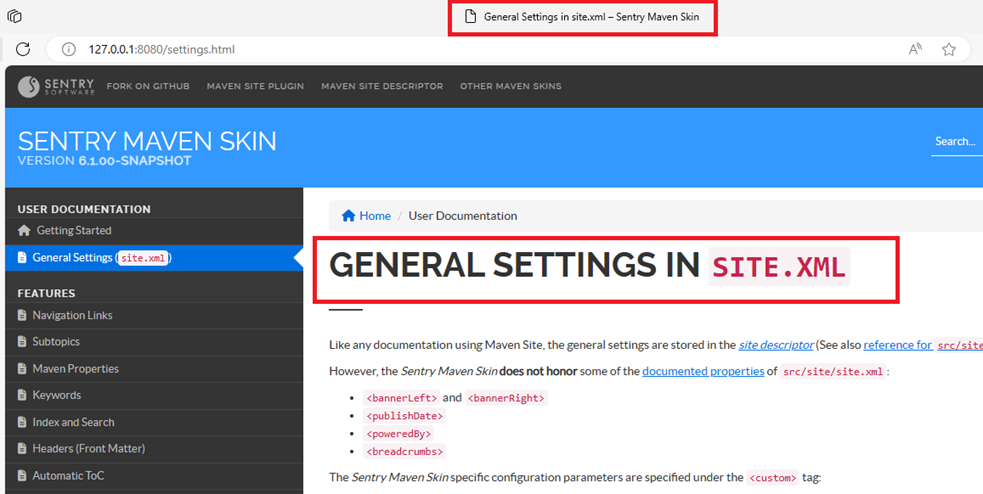 General Settings in site.xml – Sentry Maven Skin
127.0.0.1:8080/settings.html
SENTRY
SOFTWARE
FORK ON GITHUB MAVEN SITE PLUGIN MAVEN SITE DESCRIPTOR OTHER MAVEN SKINS
SENTRY MAVEN SKIN
VERSION 6.1.00-SNAPSHOT
Search...
USER DOCUMENTATION
Getting Started
General Settings (site.xml)
FEATURES
Navigation Links
Subtopics
Maven Properties
Keywords
Index and Search
Headers (Front Matter)
Automatic ToC
Home / User Documentation
GENERAL SETTINGS IN SITE.XML
Like any documentation using Maven Site, the general settings are stored in the site descriptor (See also reference for src/site
However, the Sentry Maven Skin does not honor some of the documented properties of src/site/site.xml :
• <bannerLeft> and <bannerRight>
• <publishDate>
• <poweredBy>
• <breadcrumbs>
The Sentry Maven Skin specific configuration parameters are specified under the <custom> tag: